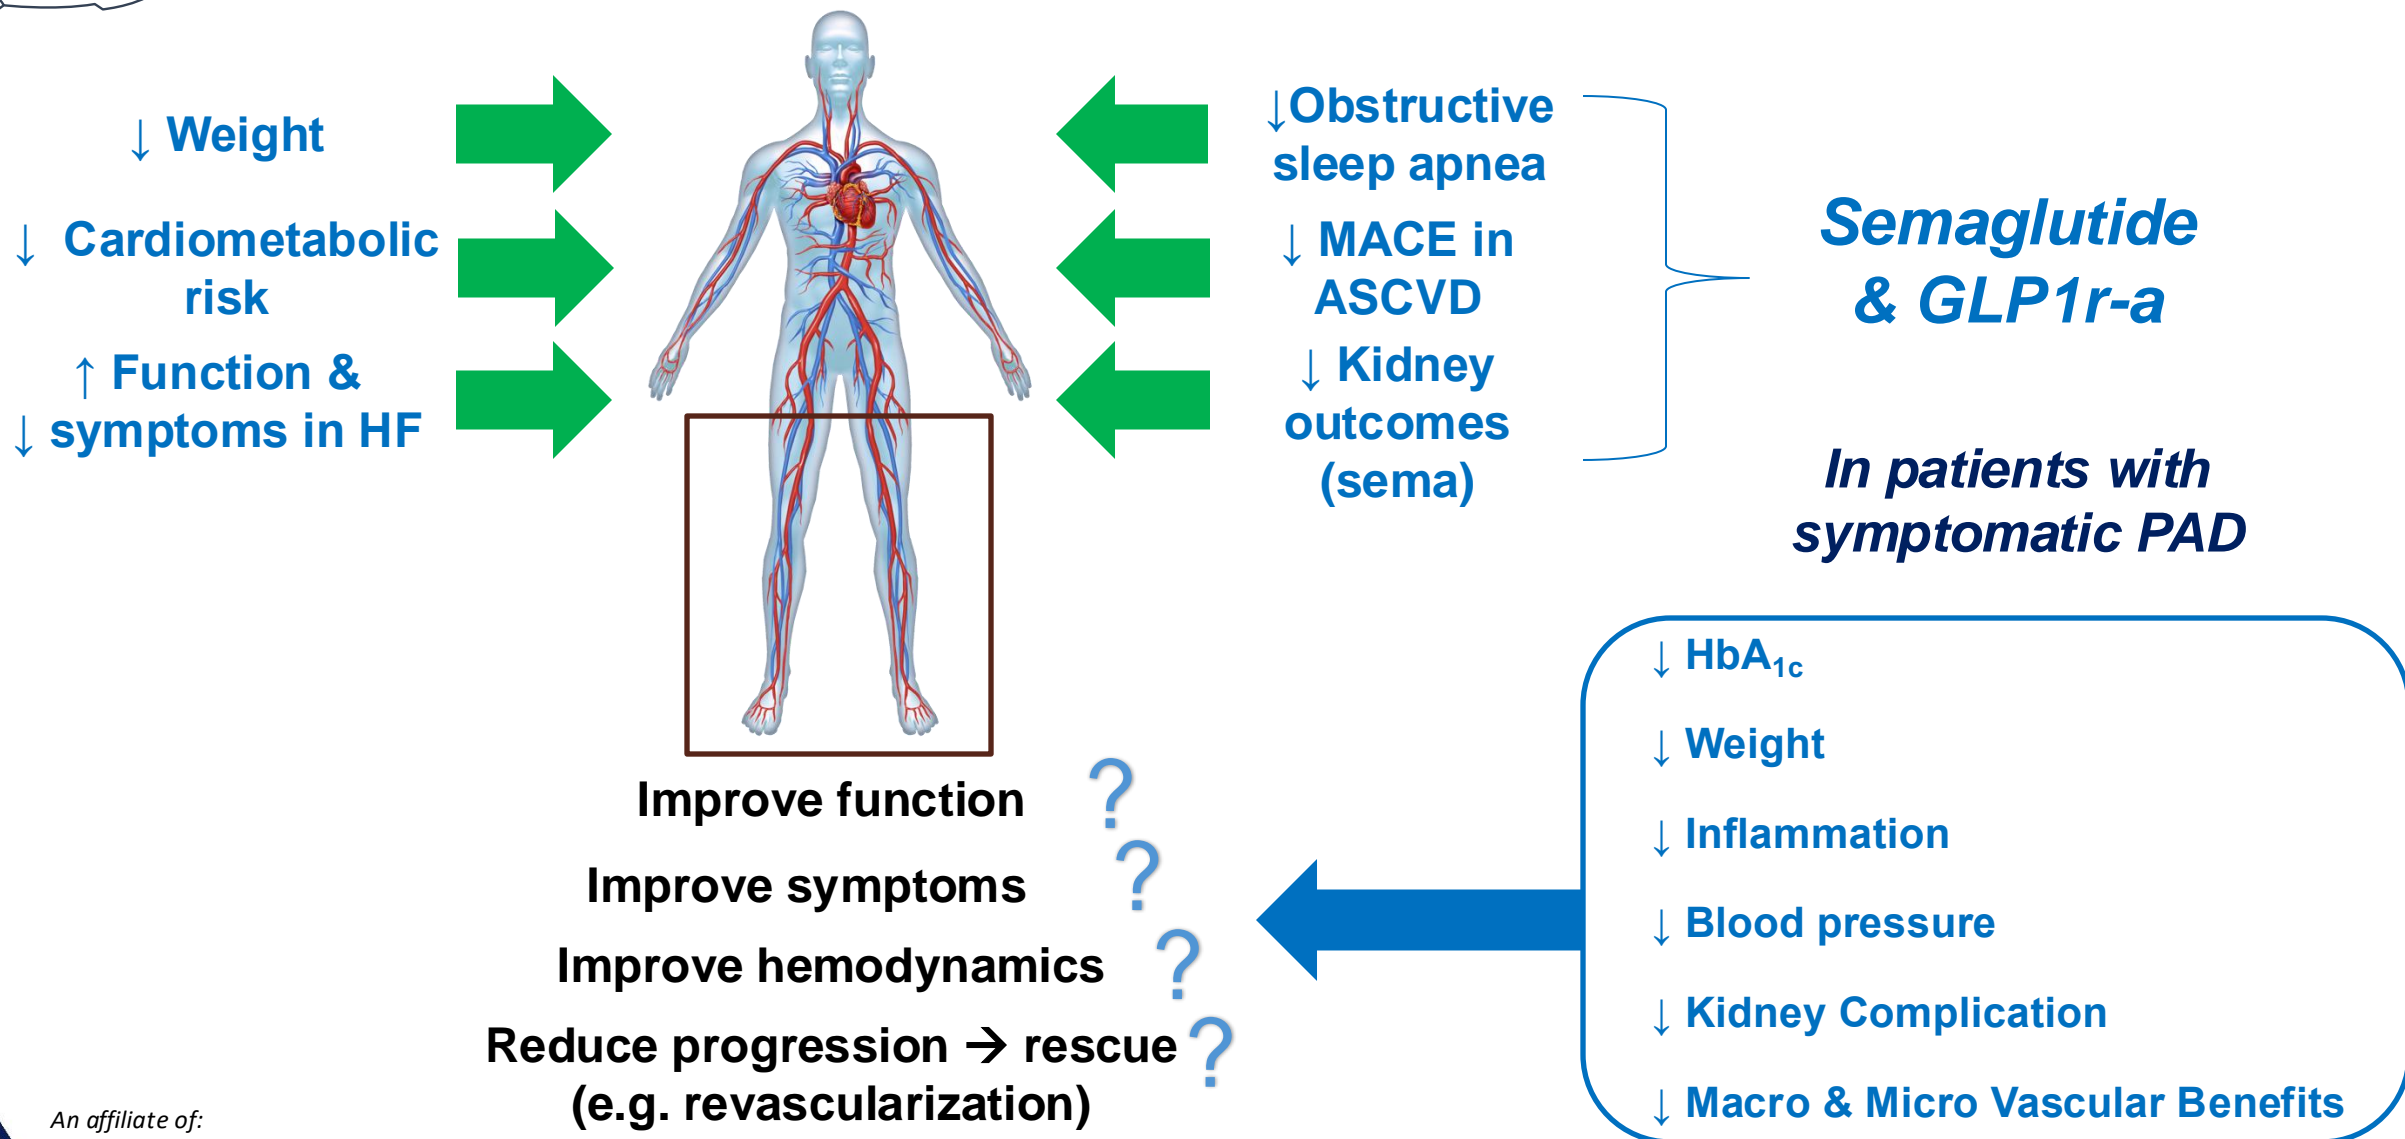 ↓ Weight
↓ Cardiometabolic
risk
↑ Function &
↓ symptoms in HF
↓Obstructive
sleep apnea
↓ MACE in
ASCVD
↓ Kidney
outcomes
(sema)
Semaglutide
& GLP1r-a
In patients with
symptomatic PAD
Improve function ?
Improve symptoms ?
Improve hemodynamics ?
Reduce progression → rescue ?
(e.g. revascularization)
↓ HbA1c
↓ Weight
↓ Inflammation
↓ Blood pressure
↓ Kidney Complication
↓ Macro & Micro Vascular Benefits
An affiliate of: